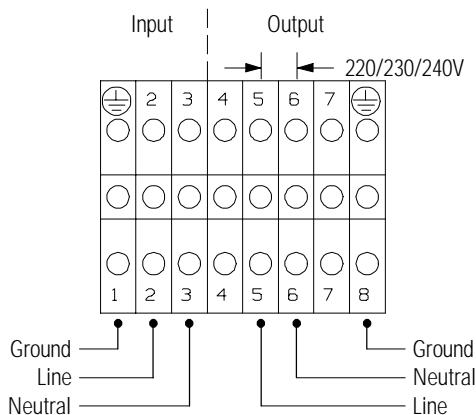 Input Output
220/230/240V
2 3 4 5 6 7
1 2 3 4 5 6 7 8
Ground Ground
Line Neutral
Neutral Line